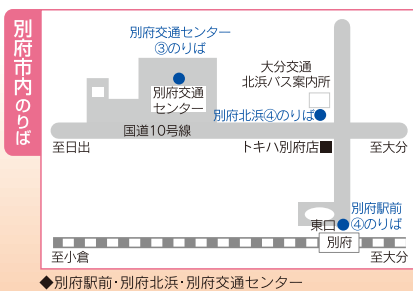 別府市内のりば
別府交通センター
③のりば
大分交通
北浜バス案内所
別府交通
センター
別府北浜④のりば
国道10号線
至日出
トキハ別府店
至大分
別府駅前
④のりば
東口
別府
至小倉
至大分
◆別府駅前・別府北浜・別府交通センター